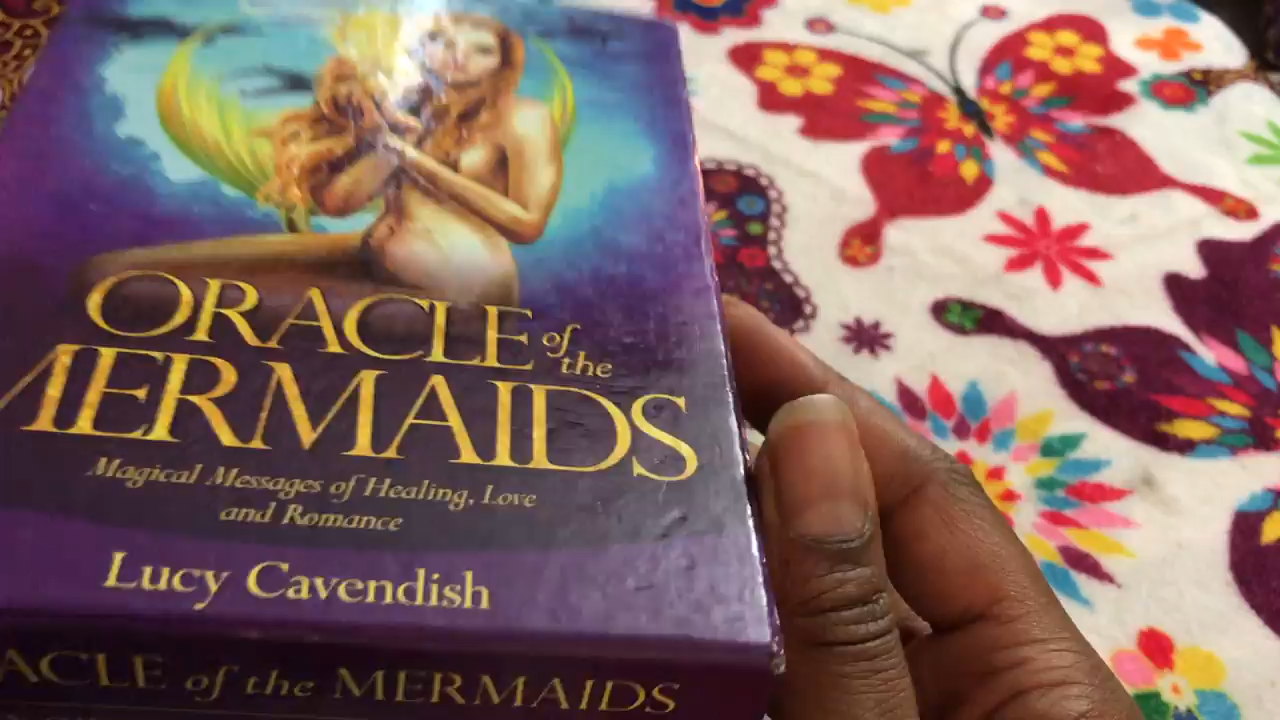 ORACLE of the
MERMAIDS
Magical Messages of Healing, Love
and Romance
Lucy Cavendish
ACLE of the MERMAIDS